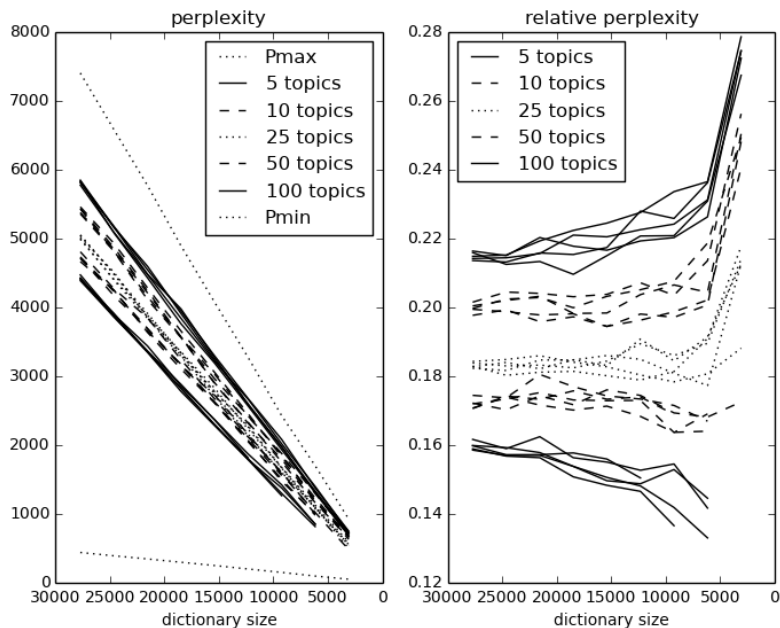 perplexity
8000
7000
6000
5000
4000
3000
2000
1000
0
30000 25000 20000 15000 10000 5000 0
dictionary size
Pmax
5 topics
10 topics
25 topics
50 topics
100 topics
Pmin
relative perplexity
0.28
0.26
0.24
0.22
0.20
0.18
0.16
0.14
0.12
30000 25000 20000 15000 10000 5000 0
dictionary size
5 topics
10 topics
25 topics
50 topics
100 topics